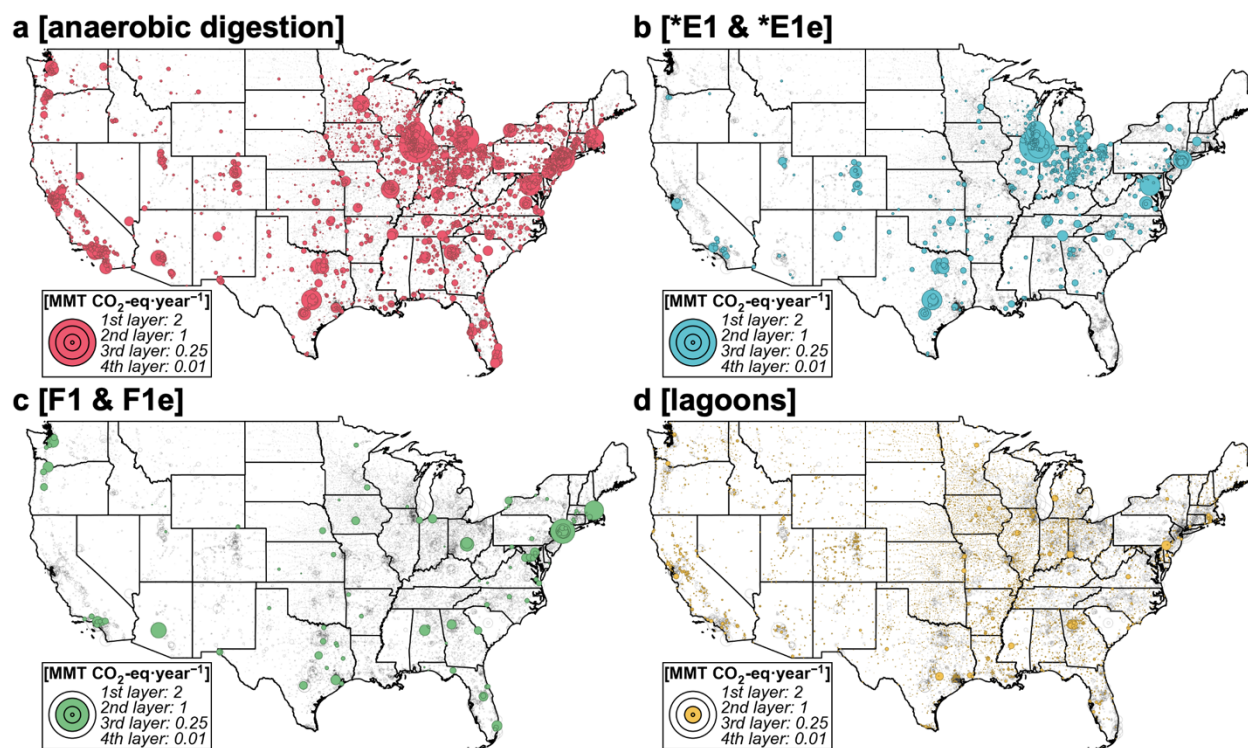 a [anaerobic digestion]
[MMT CO₂-eq·year⁻¹]
1st layer: 2
2nd layer: 1
3rd layer: 0.25
4th layer: 0.01
b [*E1 & *E1e]
[MMT CO₂-eq·year⁻¹]
1st layer: 2
2nd layer: 1
3rd layer: 0.25
4th layer: 0.01
c [F1 & F1e]
[MMT CO₂-eq·year⁻¹]
1st layer: 2
2nd layer: 1
3rd layer: 0.25
4th layer: 0.01
d [lagoons]
[MMT CO₂-eq·year⁻¹]
1st layer: 2
2nd layer: 1
3rd layer: 0.25
4th layer: 0.01